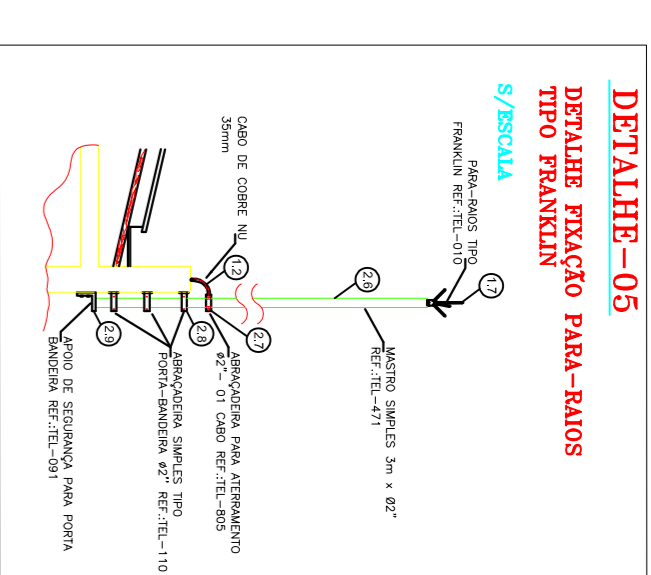 DETALHE-05
DETALHE FIXAÇÃO PARA-RAIOS
TIPO FRANKLIN
S/ESCALA
PÁRA-RAIOS TIPO
FRANKLIN REF.:TEL-010
1.7
MASTRO SIMPLES 3m x Ø2"
REF.:TEL-471
2.6
CABO DE COBRE NU
35mm
1.2
2.7
ABRAÇADEIRA PARA ATERRAMENTO
ø2"- 01 CABO REF.:TEL-805
2.8
ABRAÇADEIRA SIMPLES TIPO
PORTA-BANDEIRA ø2" REF.:TEL-110
2.9
APOIO DE SEGURANÇA PARA PORTA
BANDEIRA REF.:TEL-091